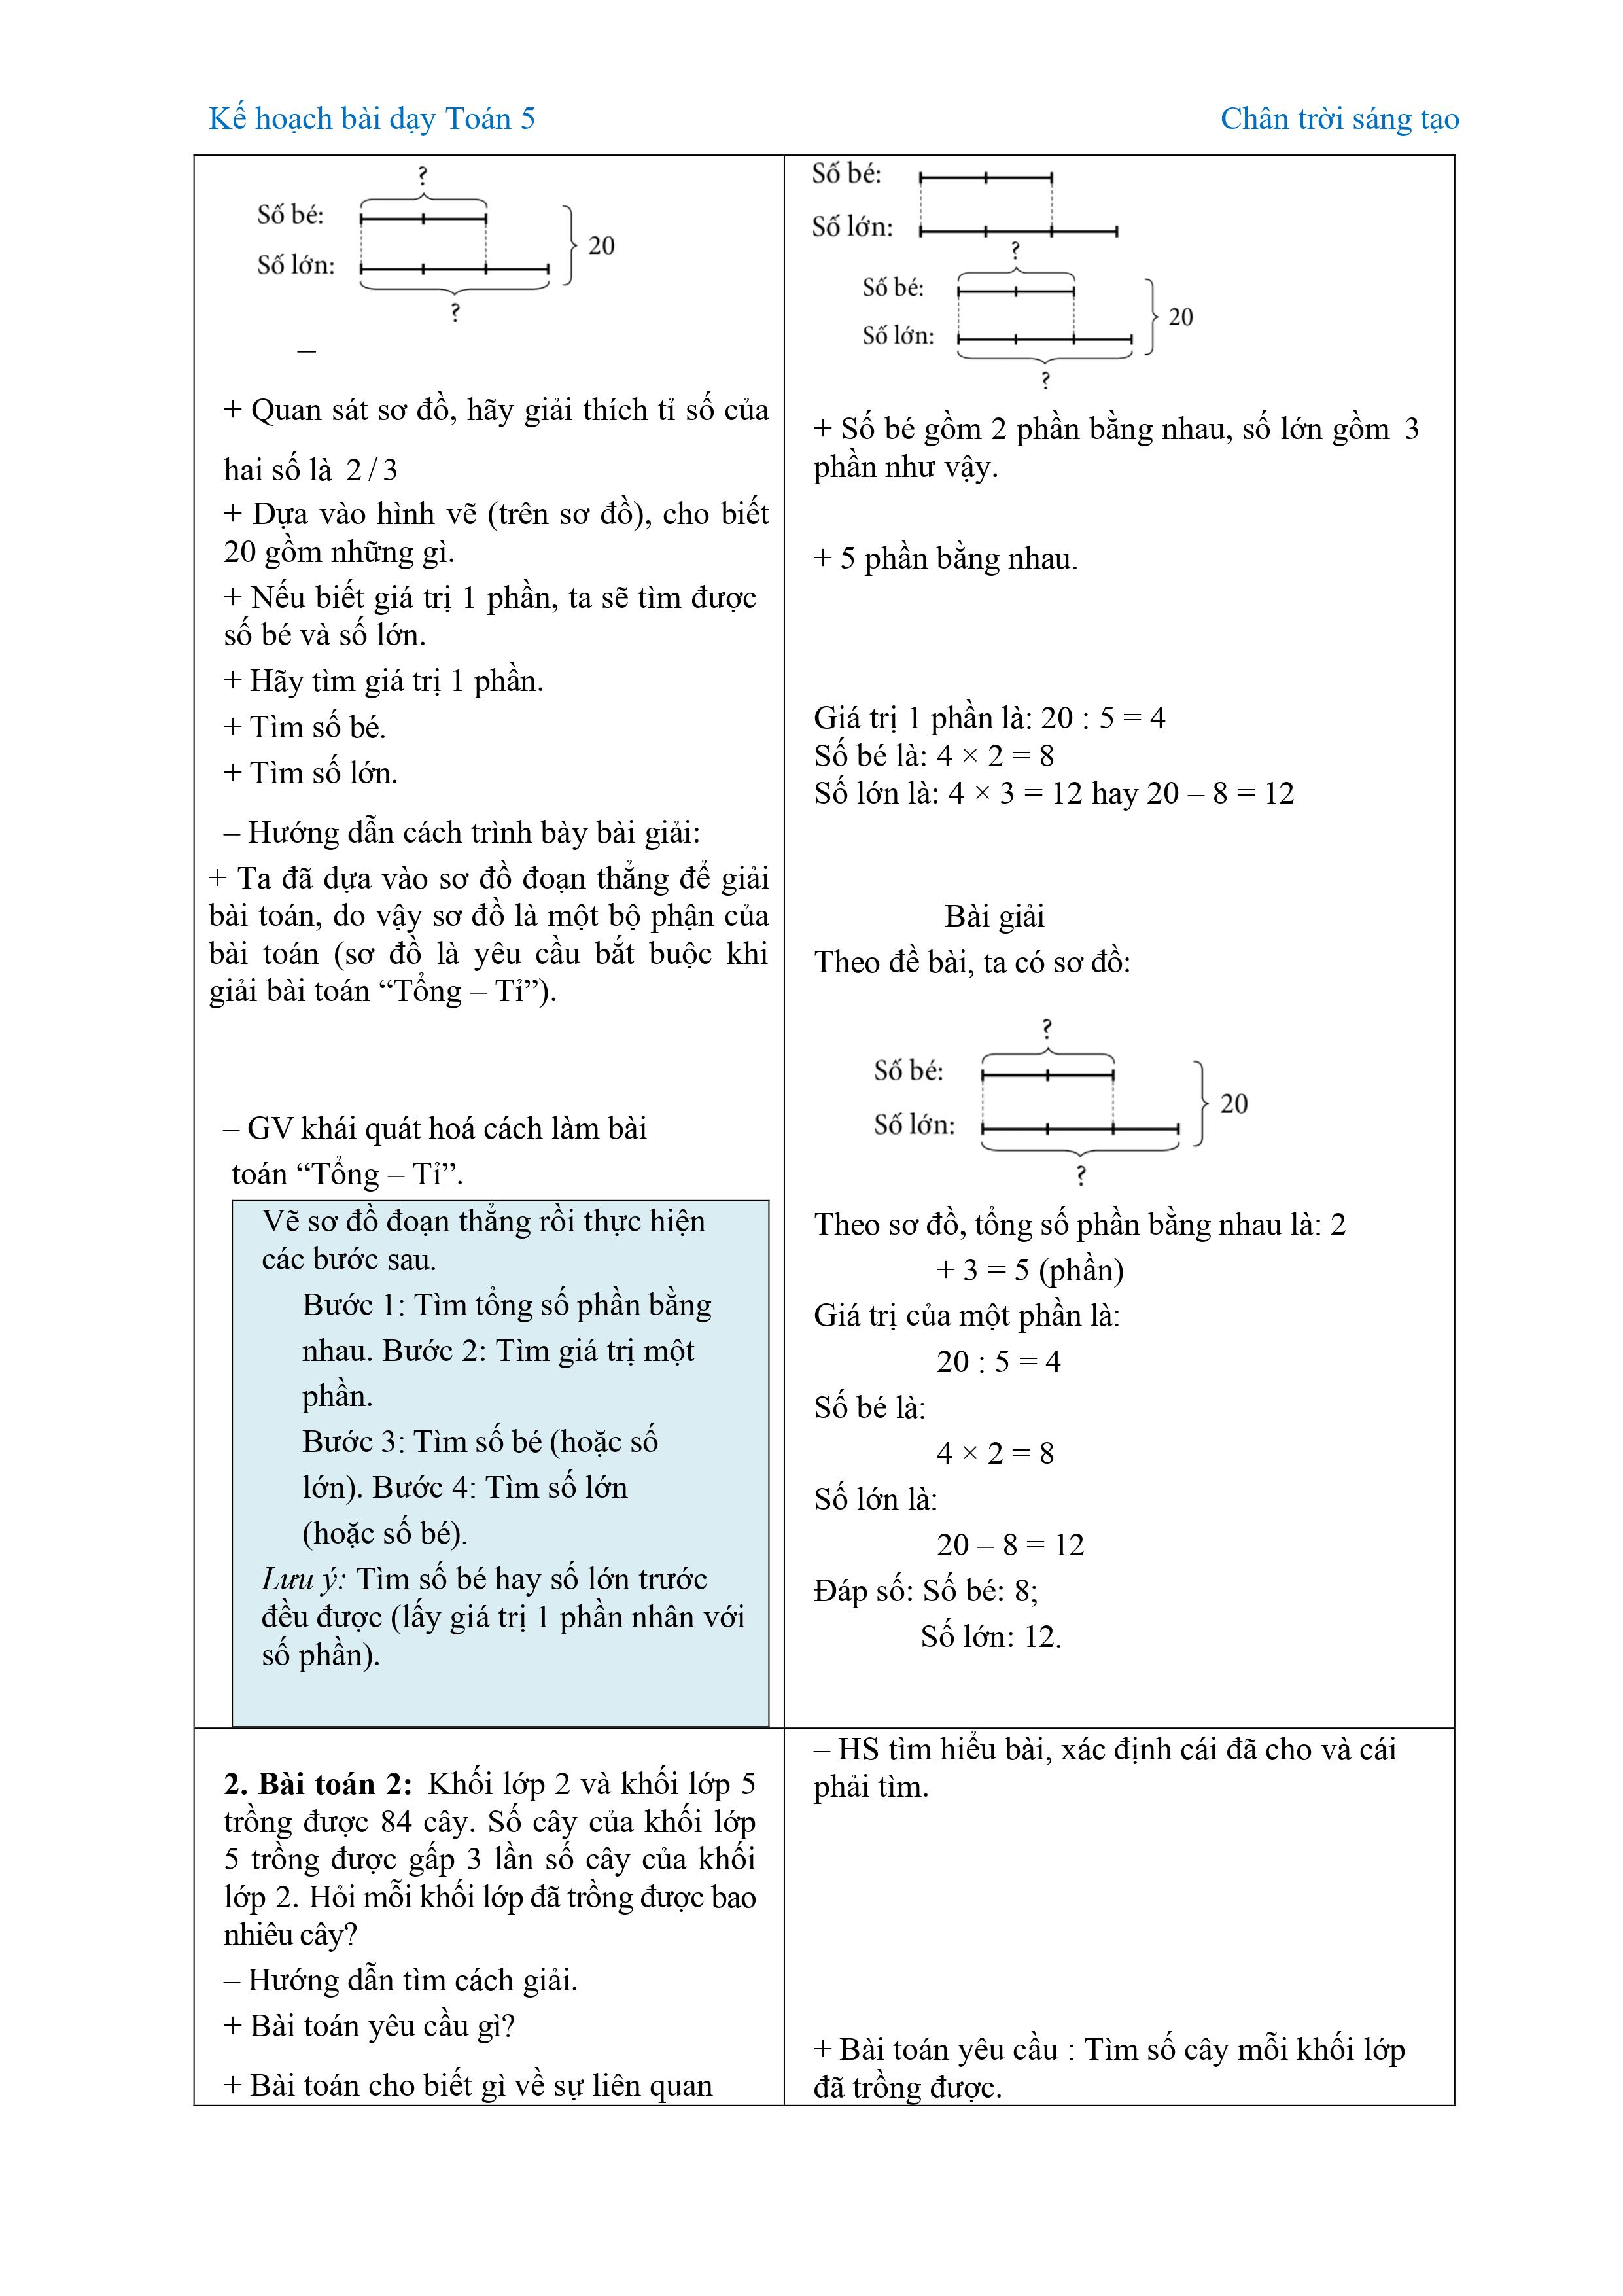 Kế hoạch bài dạy Toán 5
Chân trời sáng tạo
?
Số bé:
20
Số lớn:
?
–
+ Quan sát sơ đồ, hãy giải thích tỉ số của
hai số là 2 / 3
+ Dựa vào hình vẽ (trên sơ đồ), cho biết
20 gồm những gì.
+ Nếu biết giá trị 1 phần, ta sẽ tìm được
số bé và số lớn.
+ Hãy tìm giá trị 1 phần.
+ Tìm số bé.
+ Tìm số lớn.
– Hướng dẫn cách trình bày bài giải:
+ Ta đã dựa vào sơ đồ đoạn thẳng để giải
bài toán, do vậy sơ đồ là một bộ phận của
bài toán (sơ đồ là yêu cầu bắt buộc khi
giải bài toán “Tổng – Tỉ”).
– GV khái quát hoá cách làm bài
toán “Tổng – Tỉ”.
Vẽ sơ đồ đoạn thẳng rồi thực hiện
các bước sau.
Bước 1: Tìm tổng số phần bằng
nhau. Bước 2: Tìm giá trị một
phần.
Bước 3: Tìm số bé (hoặc số
lớn). Bước 4: Tìm số lớn
(hoặc số bé).
Lưu ý: Tìm số bé hay số lớn trước
đều được (lấy giá trị 1 phần nhân với
số phần).
Số bé:
Số lớn:
?
Số bé:
20
Số lớn:
?
+ Số bé gồm 2 phần bằng nhau, số lớn gồm 3
phần như vậy.
+ 5 phần bằng nhau.
Giá trị 1 phần là: 20 : 5 = 4
Số bé là: 4 × 2 = 8
Số lớn là: 4 × 3 = 12 hay 20 – 8 = 12
Bài giải
Theo đề bài, ta có sơ đồ:
?
Số bé:
20
Số lớn:
?
Theo sơ đồ, tổng số phần bằng nhau là: 2
+ 3 = 5 (phần)
Giá trị của một phần là:
20 : 5 = 4
Số bé là:
4 × 2 = 8
Số lớn là:
20 – 8 = 12
Đáp số: Số bé: 8;
Số lớn: 12.
2. Bài toán 2: Khối lớp 2 và khối lớp 5
trồng được 84 cây. Số cây của khối lớp
5 trồng được gấp 3 lần số cây của khối
lớp 2. Hỏi mỗi khối lớp đã trồng được bao
nhiêu cây?
– Hướng dẫn tìm cách giải.
+ Bài toán yêu cầu gì?
+ Bài toán cho biết gì về sự liên quan
– HS tìm hiểu bài, xác định cái đã cho và cái
phải tìm.
+ Bài toán yêu cầu : Tìm số cây mỗi khối lớp
đã trồng được.